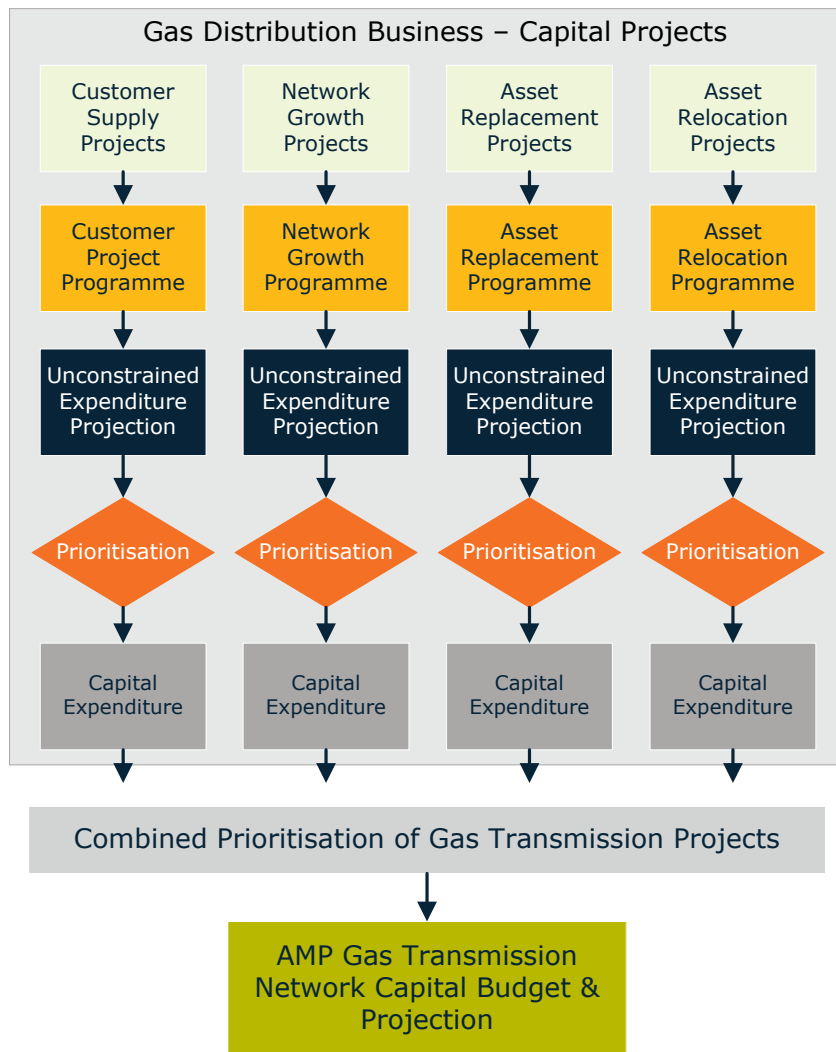 Gas Distribution Business – Capital Projects
Customer
Supply
Projects
Network
Growth
Projects
Asset
Replacement
Projects
Asset
Relocation
Projects
Customer
Project
Programme
Network
Growth
Programme
Asset
Replacement
Programme
Asset
Relocation
Programme
Unconstrained
Expenditure
Projection
Unconstrained
Expenditure
Projection
Unconstrained
Expenditure
Projection
Unconstrained
Expenditure
Projection
Prioritisation
Prioritisation
Prioritisation
Prioritisation
Capital
Expenditure
Capital
Expenditure
Capital
Expenditure
Capital
Expenditure
Combined Prioritisation of Gas Transmission Projects
AMP Gas Transmission
Network Capital Budget &
Projection